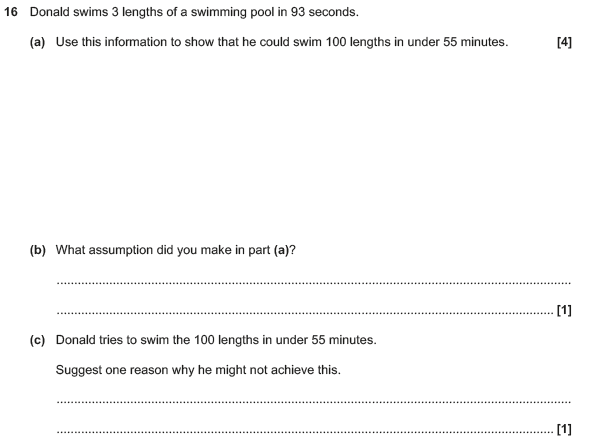 16 Donald swims 3 lengths of a swimming pool in 93 seconds.
(a) Use this information to show that he could swim 100 lengths in under 55 minutes. [4]
(b) What assumption did you make in part (a)?
.......................................................................................................................................................
................................................................................................................................................... [1]
(c) Donald tries to swim the 100 lengths in under 55 minutes.
Suggest one reason why he might not achieve this.
.......................................................................................................................................................
................................................................................................................................................... [1]